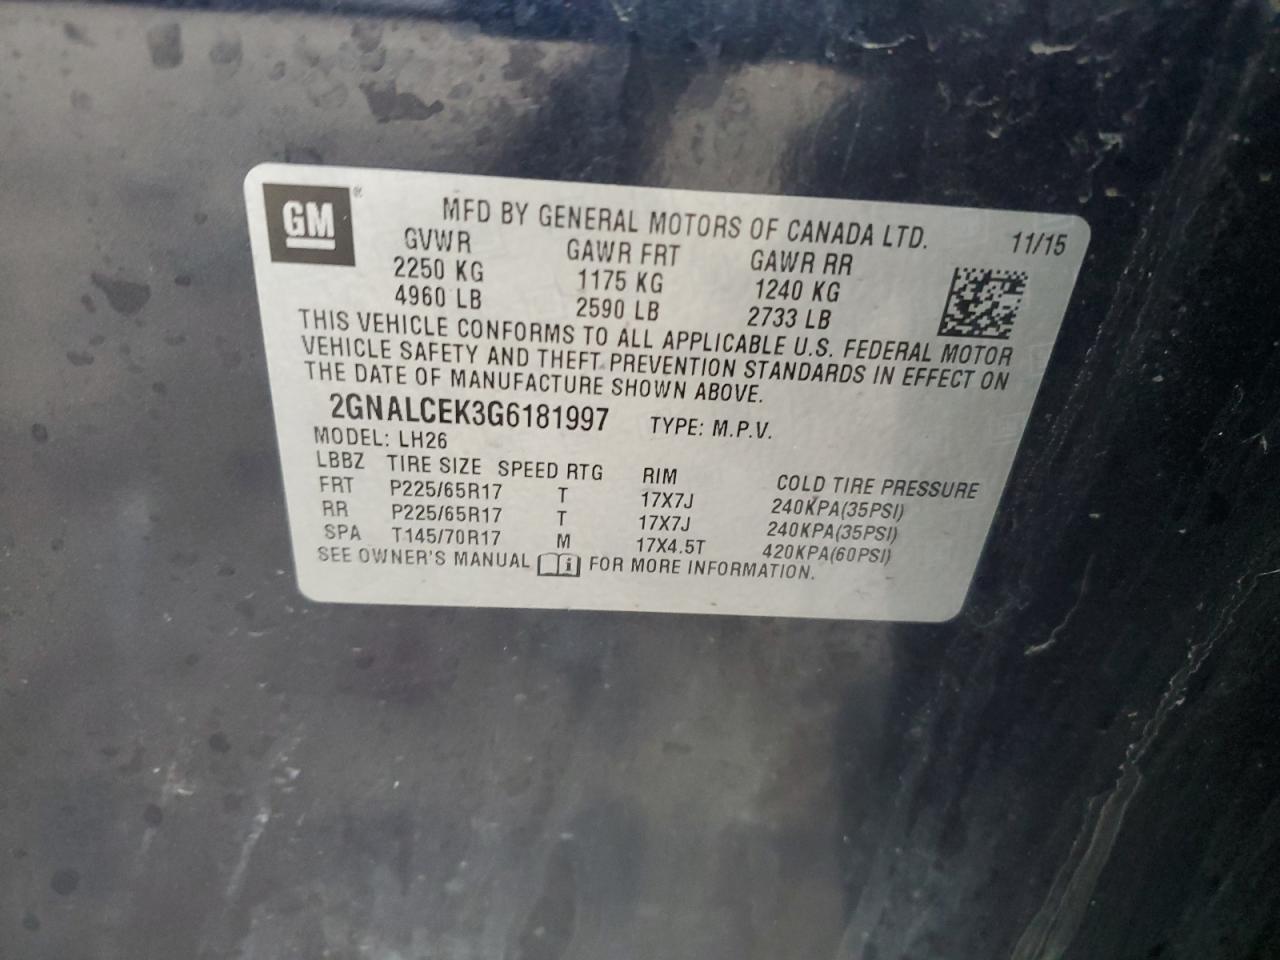 GM ®
MFD BY GENERAL MOTORS OF CANADA LTD.
11/15
GVWR GAWR FRT GAWR RR
2250 KG 1175 KG 1240 KG
4960 LB 2590 LB 2733 LB
THIS VEHICLE CONFORMS TO ALL APPLICABLE U.S. FEDERAL MOTOR
VEHICLE SAFETY AND THEFT PREVENTION STANDARDS IN EFFECT ON
THE DATE OF MANUFACTURE SHOWN ABOVE.
2GNALCEK3G6181997 TYPE: M.P.V.
MODEL: LH26
LBBZ TIRE SIZE SPEED RTG RIM COLD TIRE PRESSURE
FRT P225/65R17 T 17X7J 240KPA(35PSI)
RR P225/65R17 T 17X7J 240KPA(35PSI)
SPA T145/70R17 M 17X4.5T 420KPA(60PSI)
SEE OWNER'S MANUAL i FOR MORE INFORMATION.